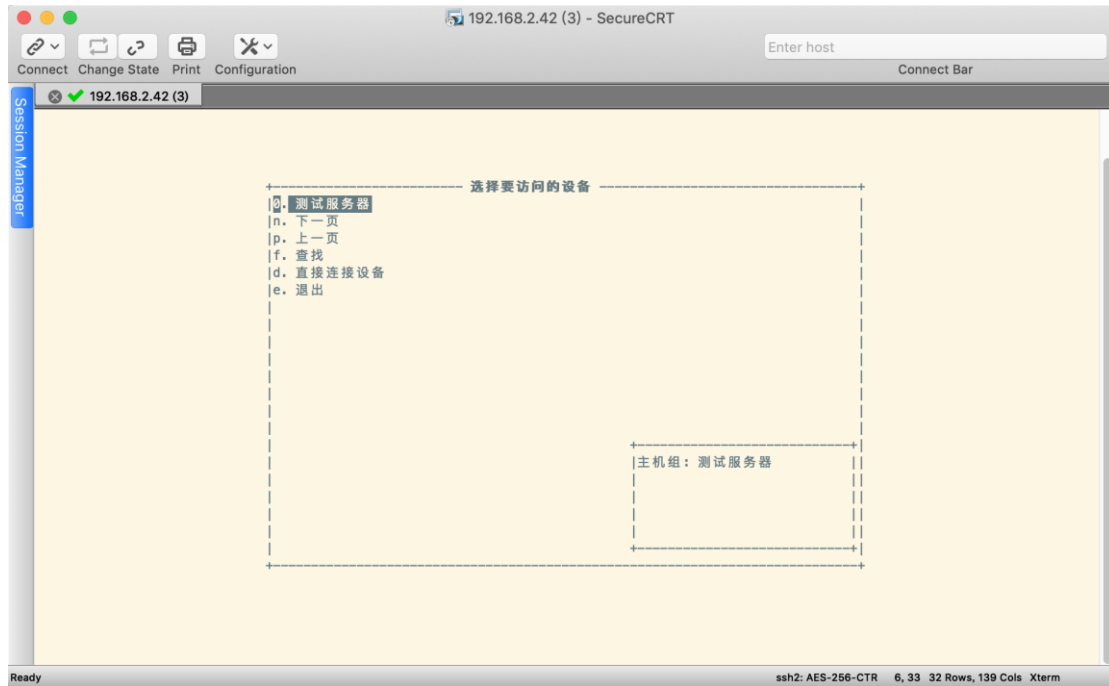 192.168.2.42 (3) - SecureCRT
Enter host
Connect Change State Print Configuration
Connect Bar
192.168.2.42 (3)
Session Manager
选择要访问的设备
0. 测试服务器
n. 下一页
p. 上一页
f. 查找
d. 直接连接设备
e. 退出
主机组: 测试服务器
Ready
ssh2: AES-256-CTR 6, 33 32 Rows, 139 Cols Xterm